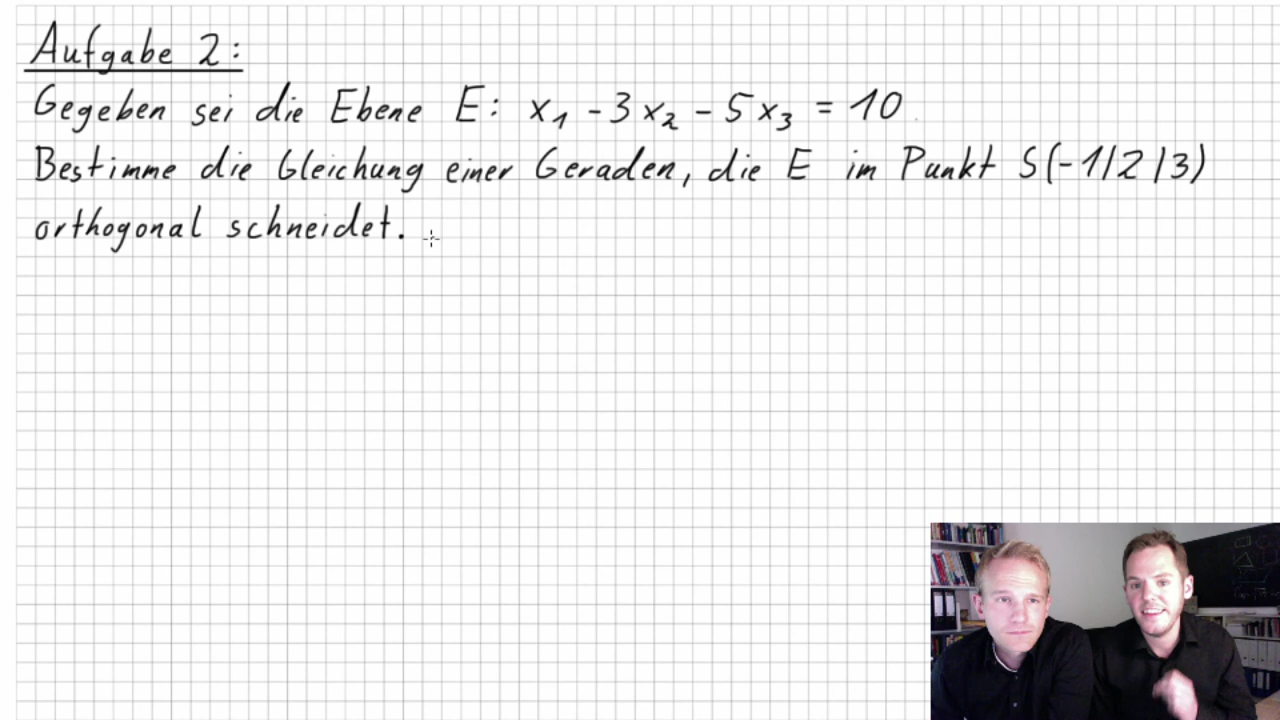 Aufgabe 2:
Gegeben sei die Ebene E: x₁ - 3x₂ - 5x₃ = 10
Bestimme die Gleichung einer Geraden, die E im Punkt S(-1/2/3)
orthogonal schneidet.